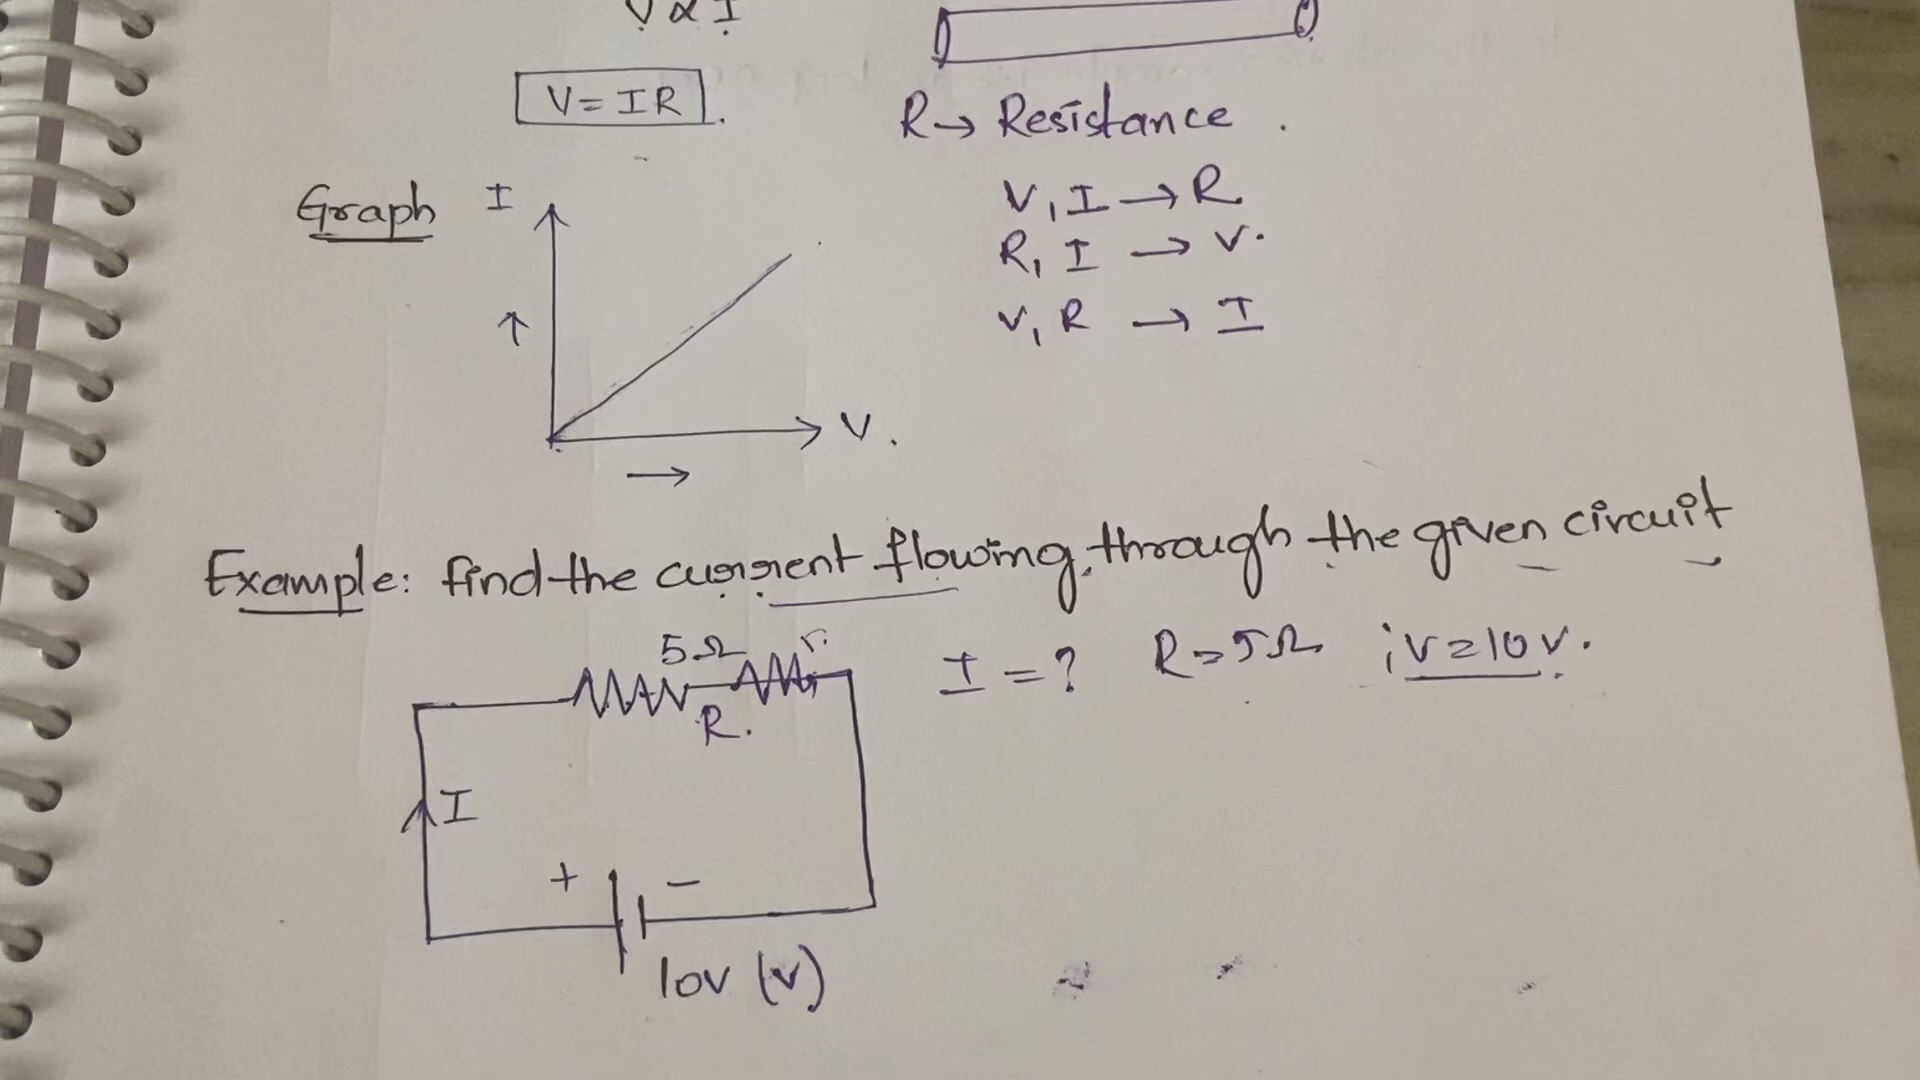 V ∝ I
V = IR.
R → Resistance.
V, I → R
R, I → V.
V, R → I
Graph
I
↑
V.
→
Example: find the current flowing through the given circuit
5Ω
r.
R.
I = ? R = 5Ω ; V = 10V.
I
+ −
10V (V)